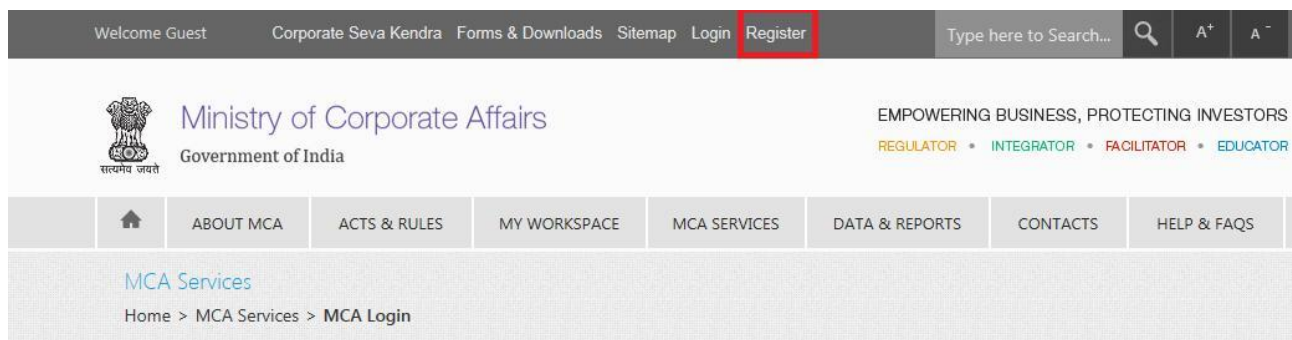 Welcome Guest Corporate Seva Kendra Forms & Downloads Sitemap Login Register Type here to Search... A+ A-
Ministry of Corporate Affairs
Government of India
सत्यमेव जयते
EMPOWERING BUSINESS, PROTECTING INVESTORS
REGULATOR • INTEGRATOR • FACILITATOR • EDUCATOR
ABOUT MCA ACTS & RULES MY WORKSPACE MCA SERVICES DATA & REPORTS CONTACTS HELP & FAQS
MCA Services
Home > MCA Services > MCA Login